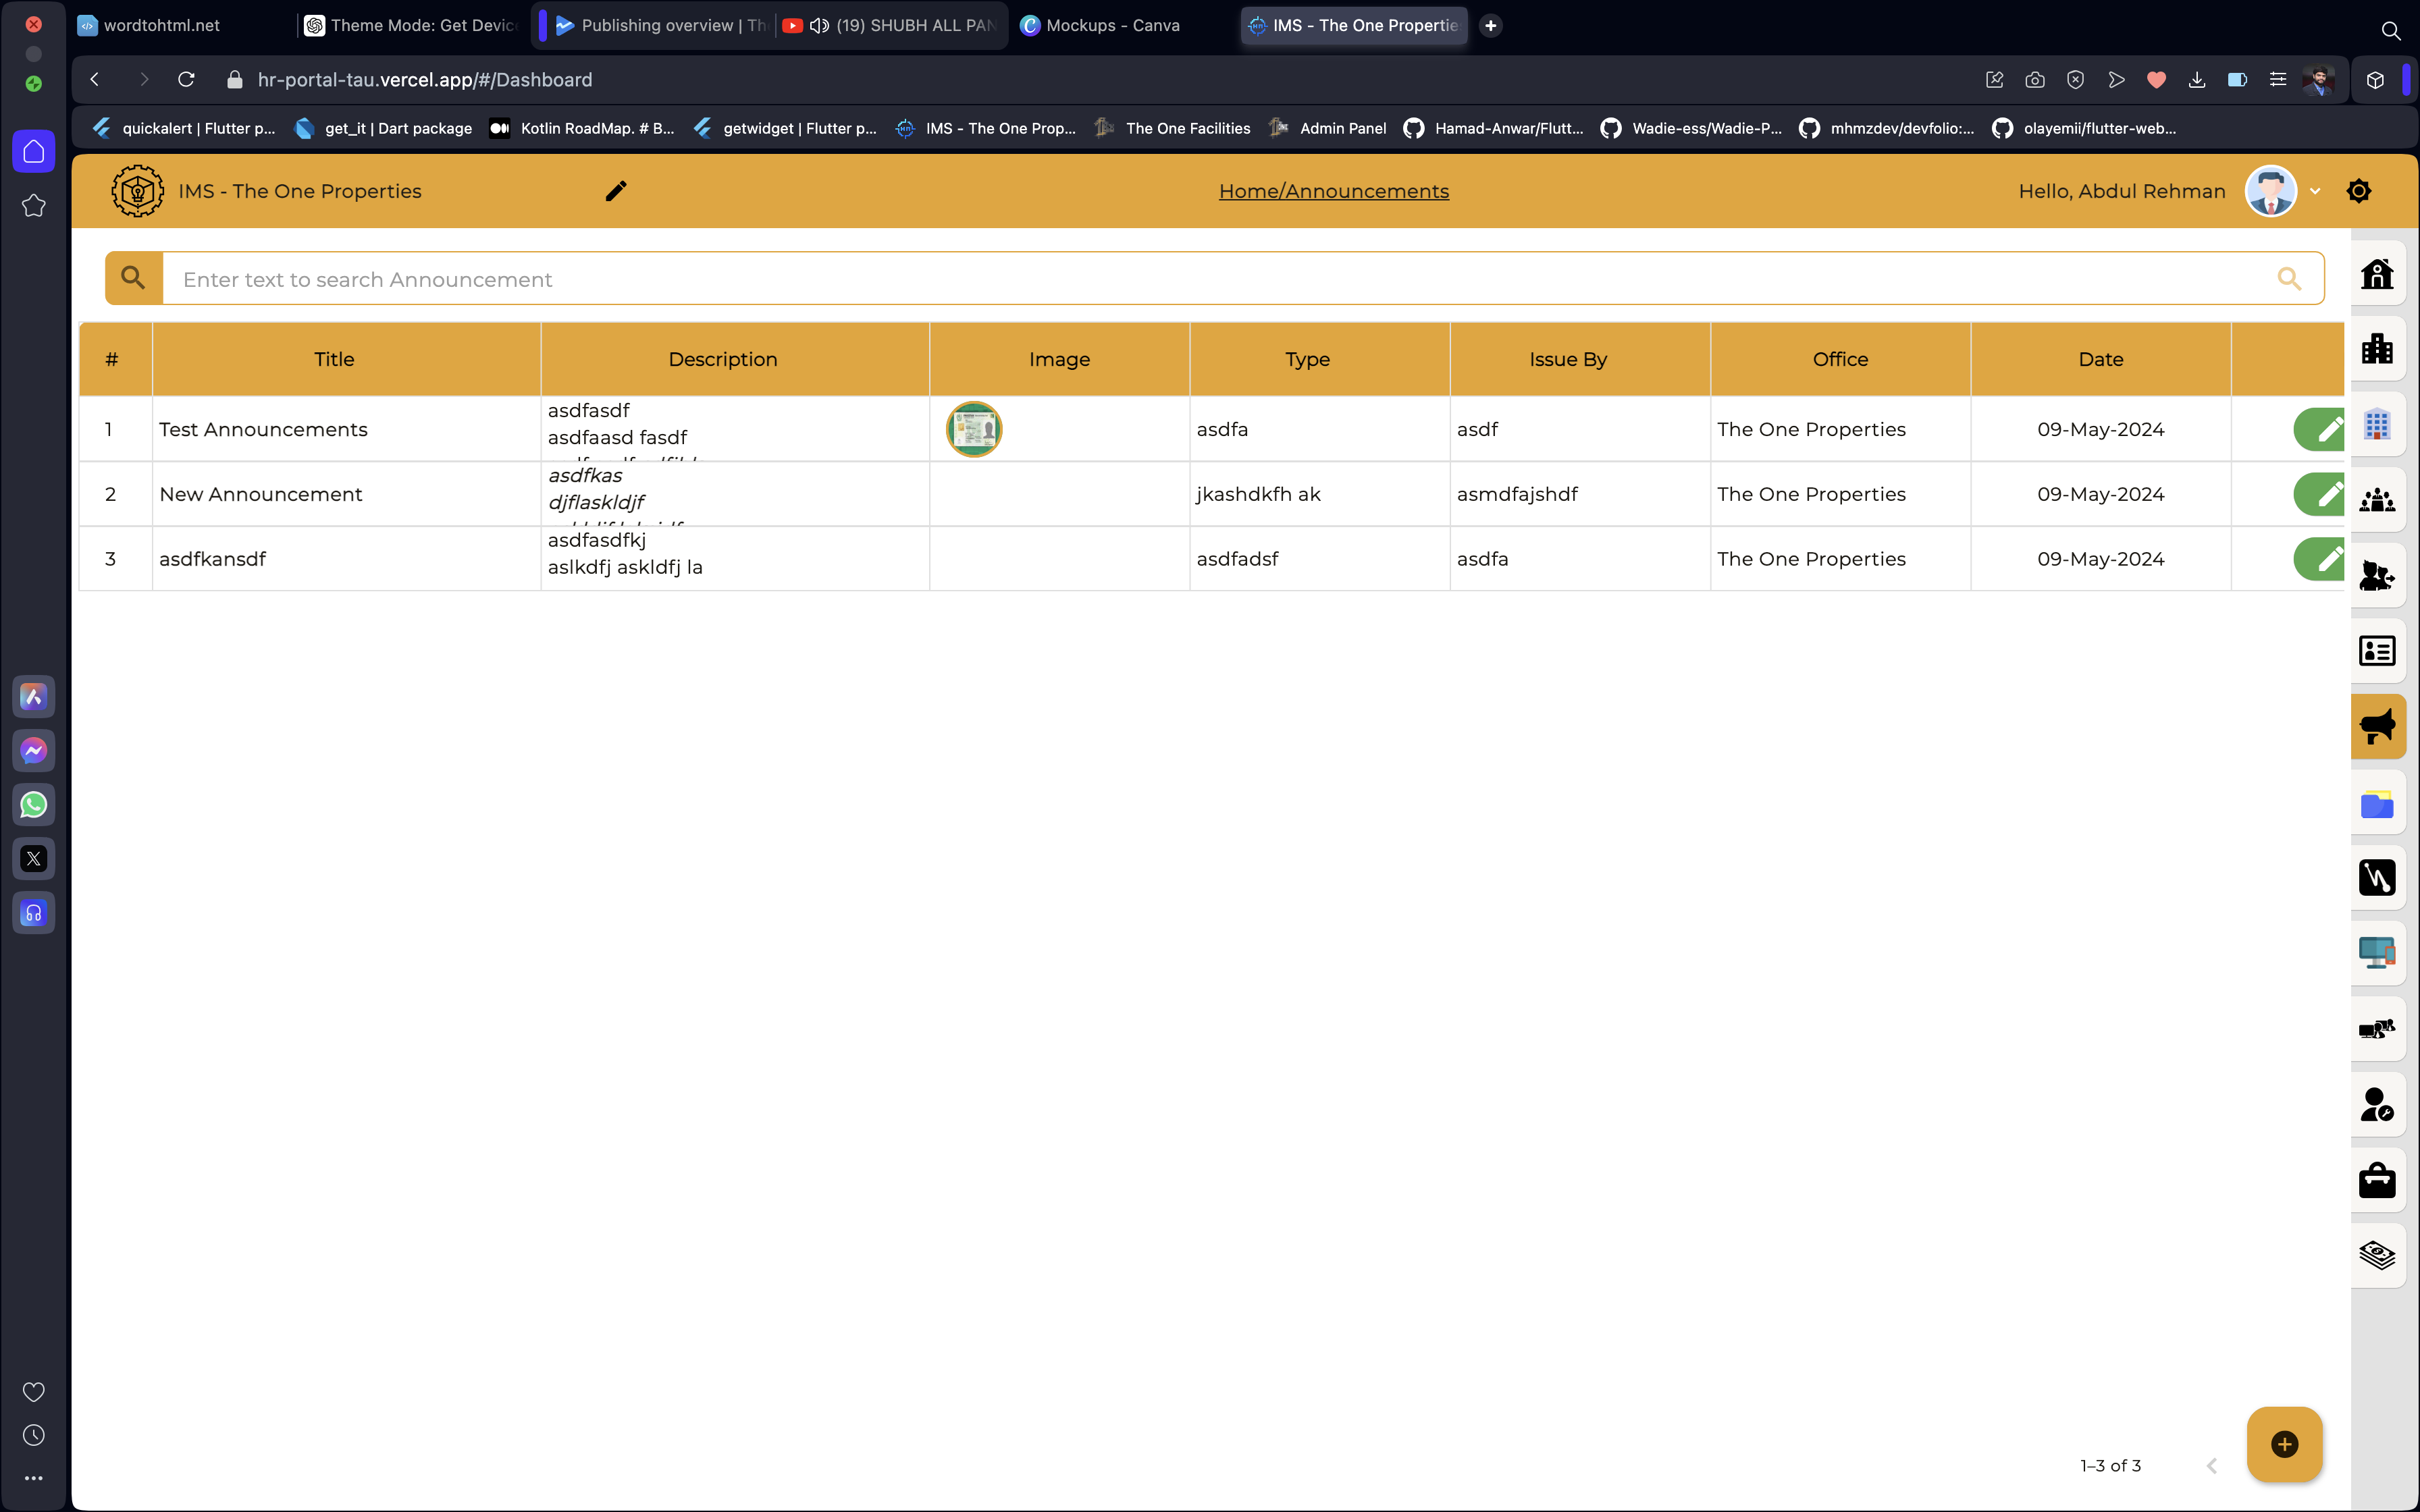 wordtohtml.net
Theme Mode: Get Device
Publishing overview | Th
(19) SHUBH ALL PAN
Mockups - Canva
IMS - The One Propertie
hr-portal-tau.vercel.app/#/Dashboard
quickalert | Flutter p...
get_it | Dart package
Kotlin RoadMap. # B...
getwidget | Flutter p...
IMS - The One Prop...
The One Facilities
Admin Panel
Hamad-Anwar/Flutt...
Wadie-ess/Wadie-P...
mhmzdev/devfolio:...
olayemii/flutter-web...
IMS - The One Properties
Home/Announcements
Hello, Abdul Rehman
Enter text to search Announcement
# Title Description Image Type Issue By Office Date
1 Test Announcements asdfasdf
asdfaasd fasdf
asdfa asdf The One Properties 09-May-2024
2 New Announcement asdfkas
djflaskldjf
jkashdkfh ak asmdfajshdf The One Properties 09-May-2024
3 asdfkansdf asdfasdfkj
aslkdfj askldfj la
asdfadsf asdfa The One Properties 09-May-2024
1–3 of 3